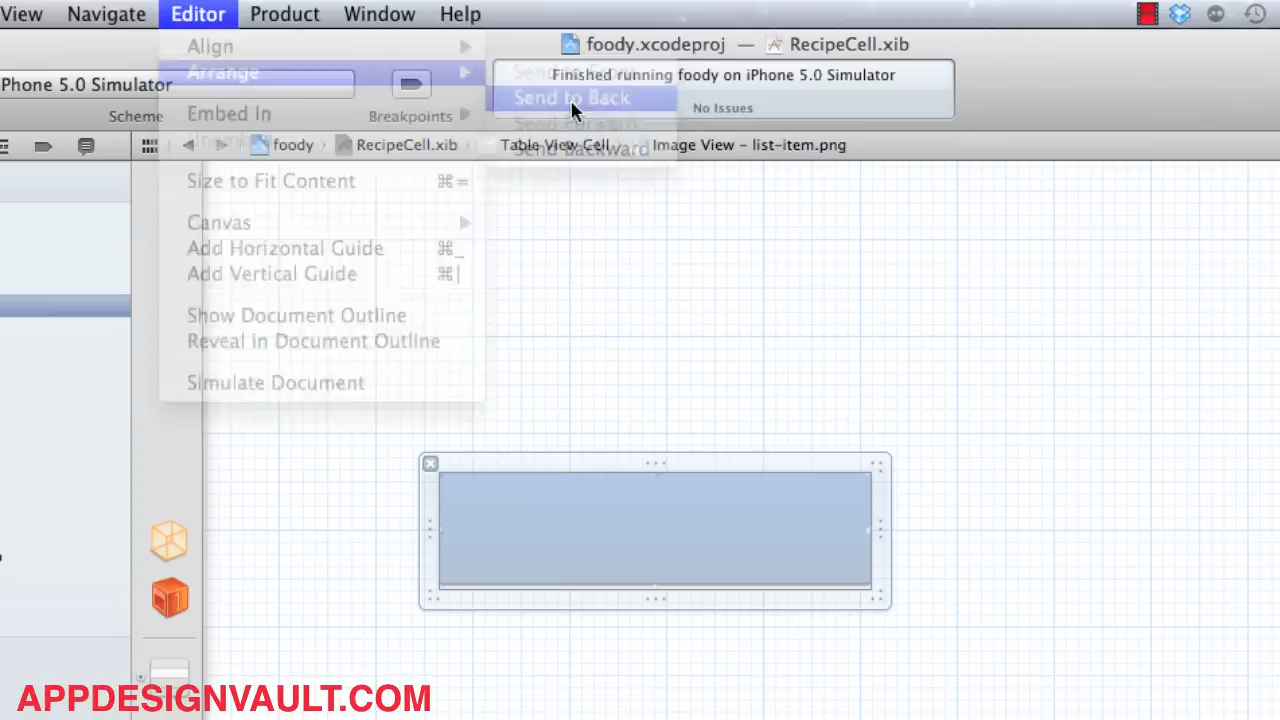 View Navigate Editor Product Window Help
foody.xcodeproj — RecipeCell.xib
Align
Arrange
iPhone 5.0 Simulator
Finished running foody on iPhone 5.0 Simulator
No Issues
Send to Back
Send Forward
Send Backward
Scheme
Breakpoints
Embed In
foody RecipeCell.xib Table View Cell Image View – list-item.png
Size to Fit Content ⌘=
Canvas
Add Horizontal Guide ⌘_
Add Vertical Guide ⌘|
Show Document Outline
Reveal in Document Outline
Simulate Document
APPDESIGNVAULT.COM